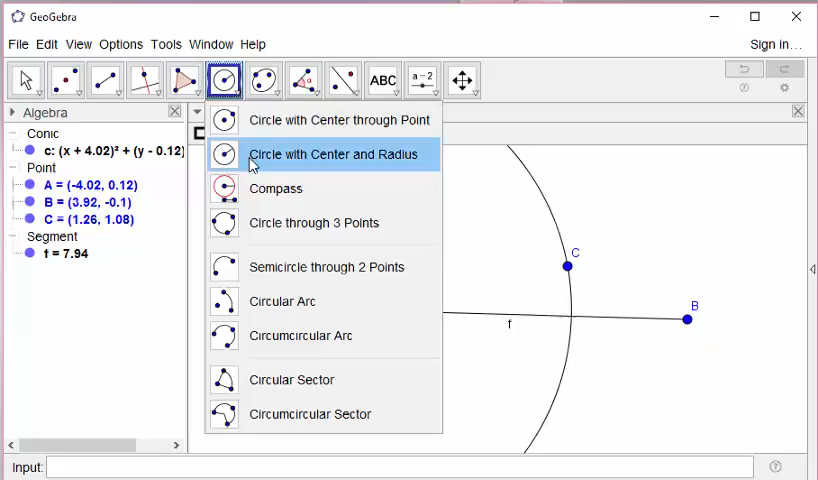 GeoGebra
File Edit View Options Tools Window Help
Sign in...
ABC
a=2
Algebra
Conic
c: (x + 4.02)² + (y - 0.12)
Point
A = (-4.02, 0.12)
B = (3.92, -0.1)
C = (1.26, 1.08)
Segment
f = 7.94
Circle with Center through Point
Circle with Center and Radius
Compass
Circle through 3 Points
Semicircle through 2 Points
Circular Arc
Circumcircular Arc
Circular Sector
Circumcircular Sector
C
B
f
Input: